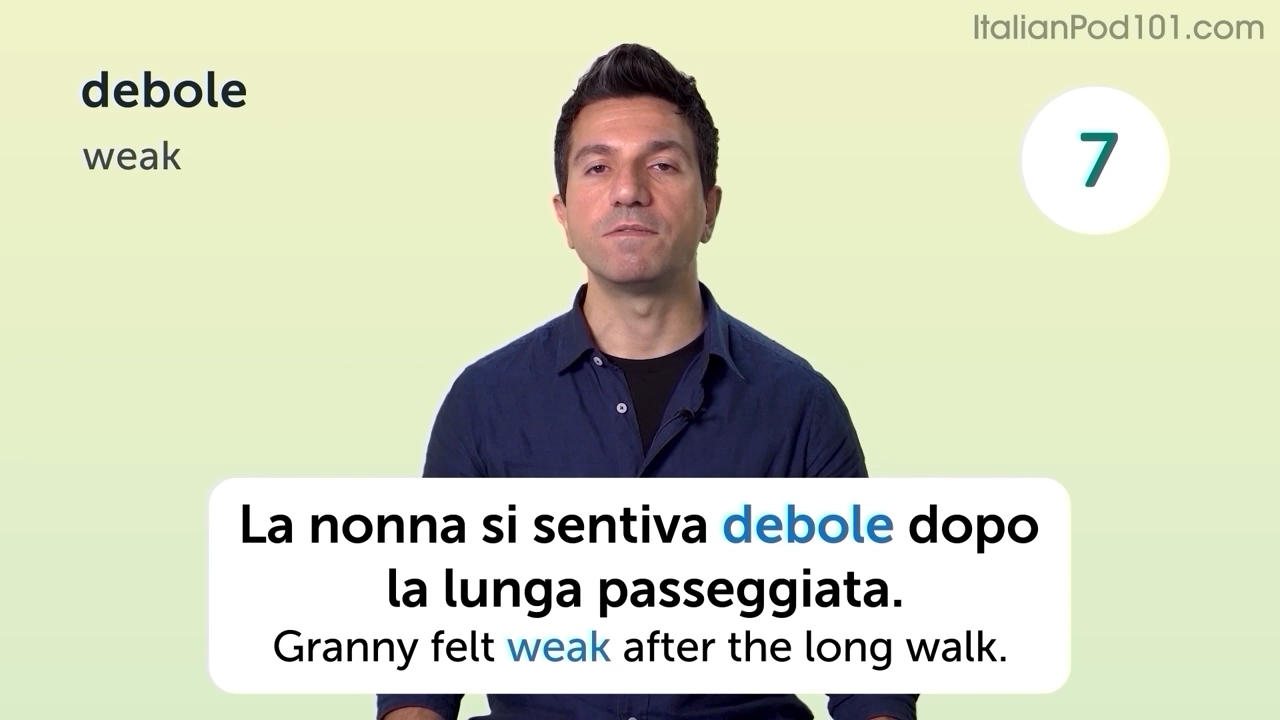 ItalianPod101.com
debole
weak
7
La nonna si sentiva debole dopo
la lunga passeggiata.
Granny felt weak after the long walk.